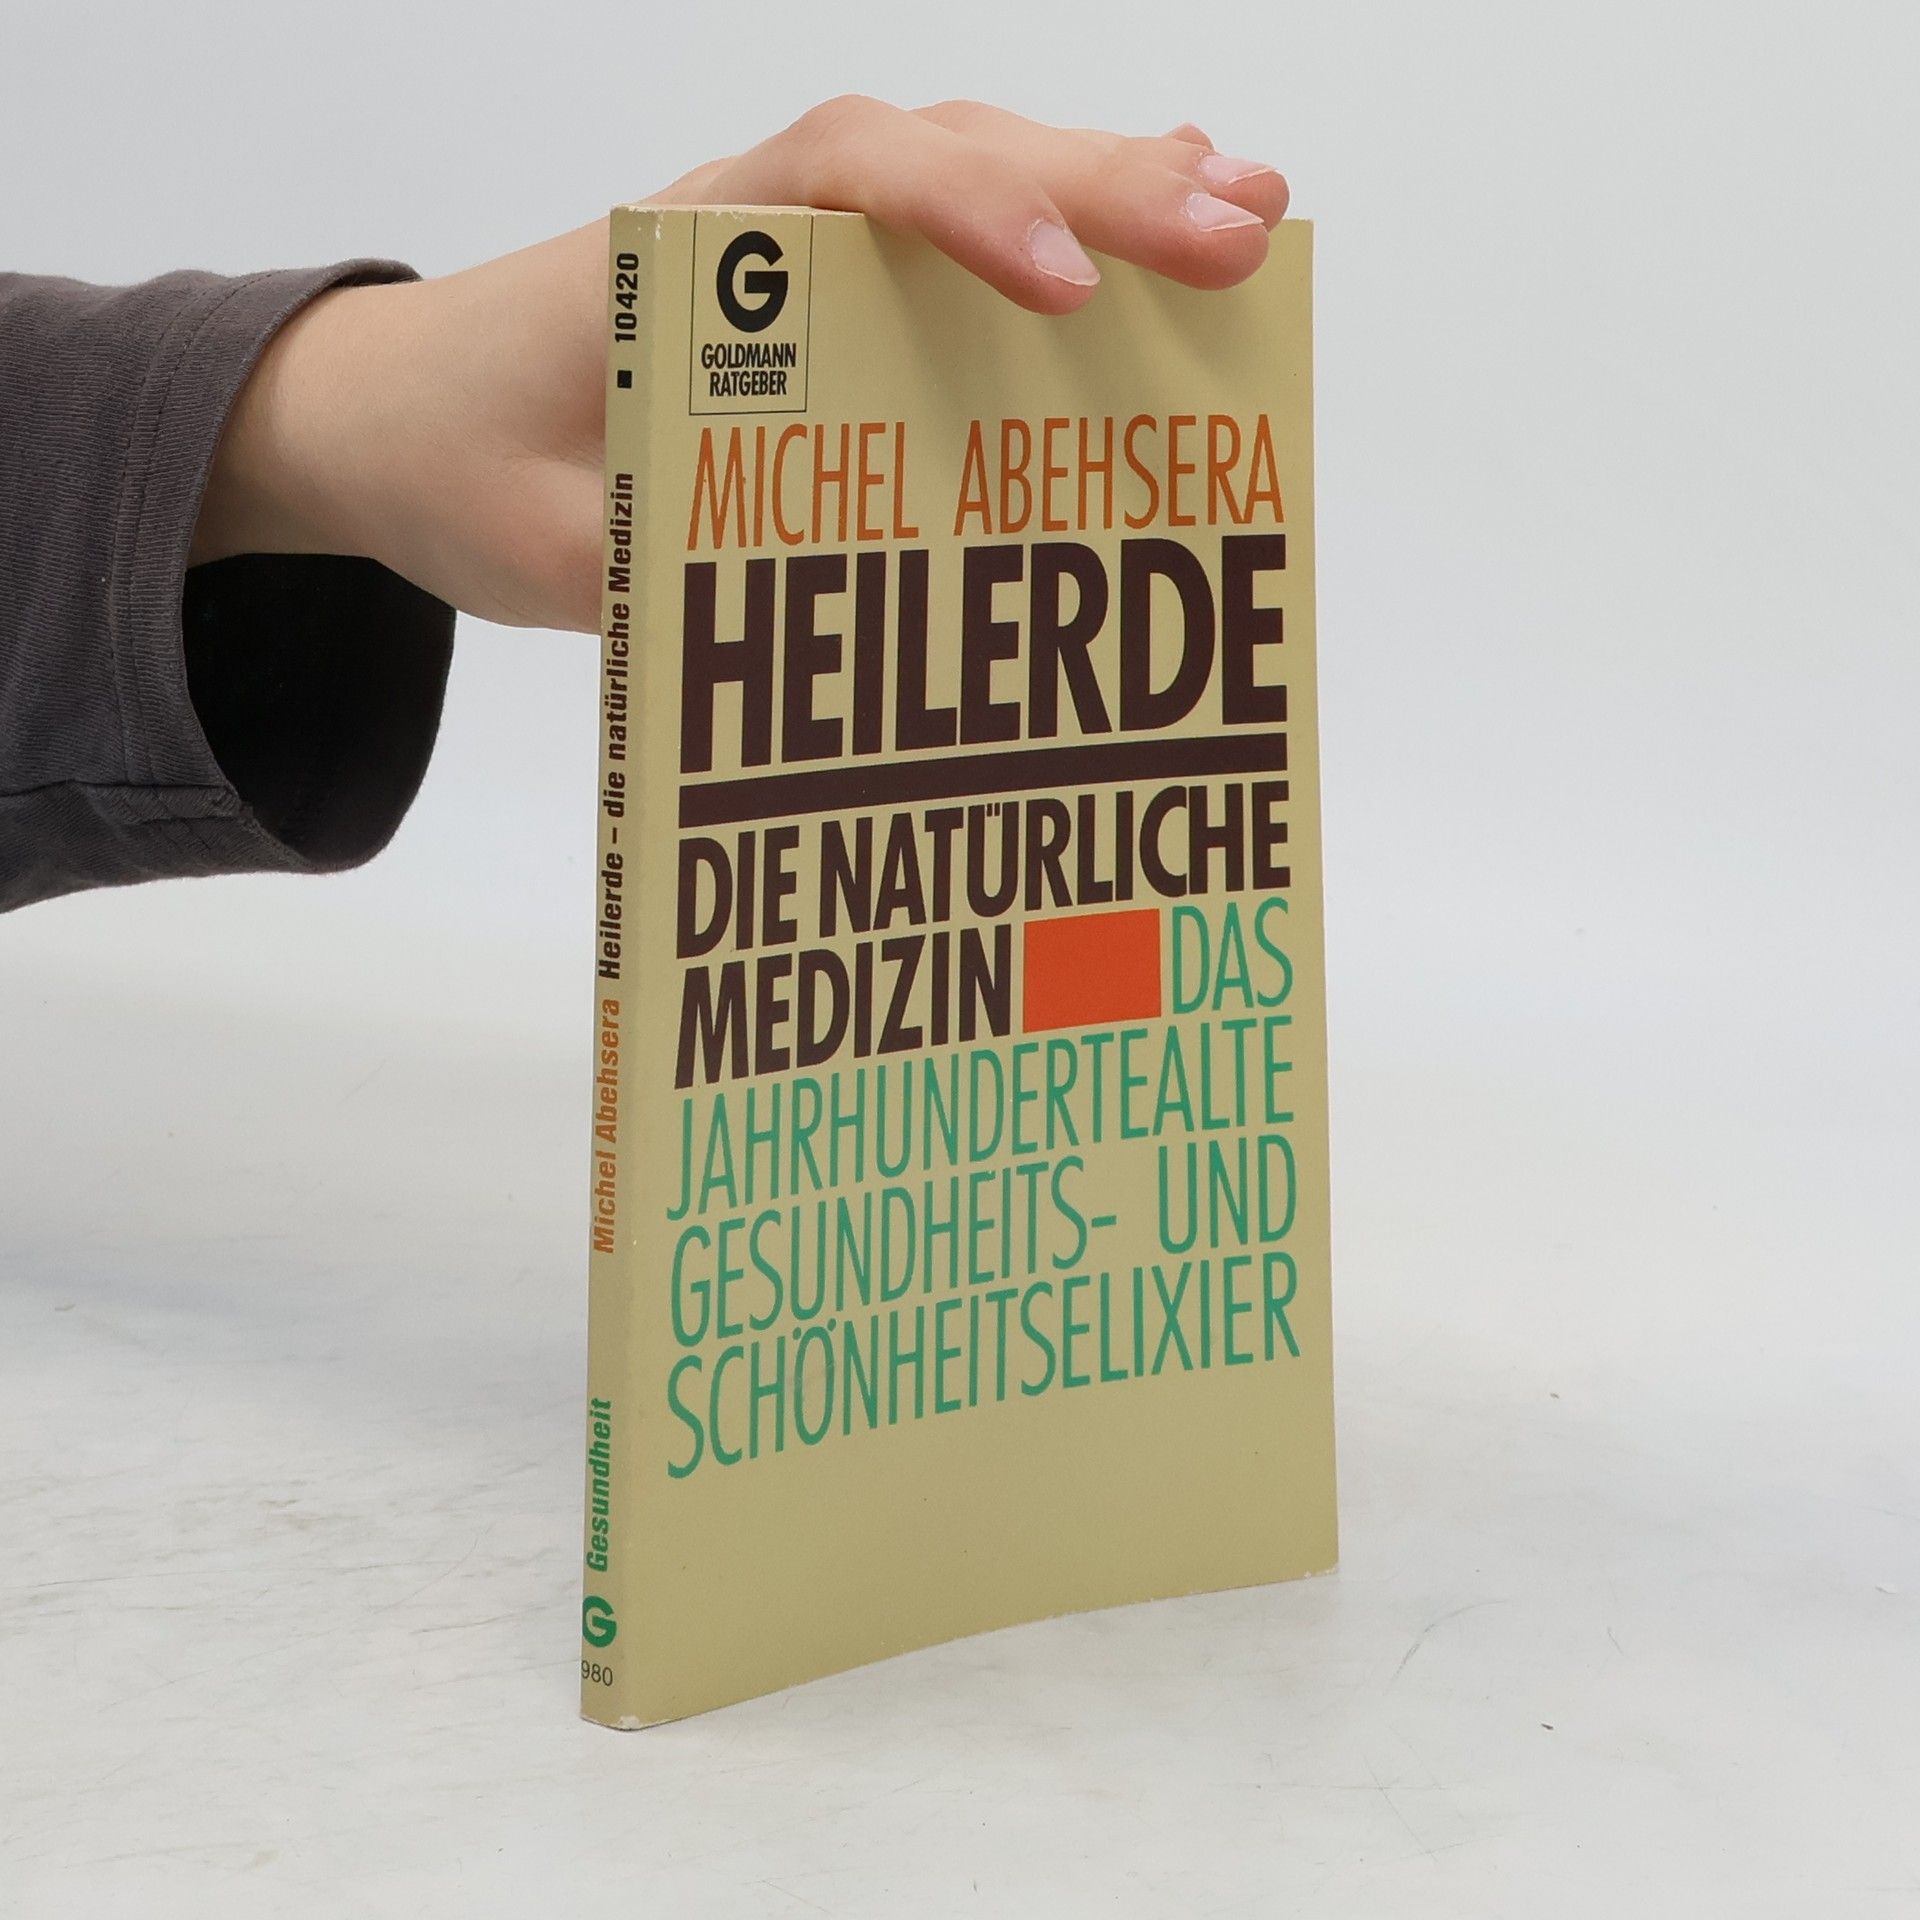 G
GOLDMANN
RATGEBER
MICHEL ABEHSERA
HEILERDE
DIE NATÜRLICHE
MEDIZIN DAS
JAHRHUNDERTEALTE
GESUNDHEITS- UND
SCHÖNHEITSELIXIER
10420
Michel Abehsera Heilerde – die natürliche Medizin
Gesundheit
G
980